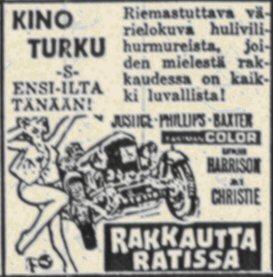 KINO
TURKU
-S-
ENSI-ILTA
TÄNÄÄN!
Riemastuttava vä-
rielokuva hulivili-
hurmureista, joi-
den mielestä rak-
kaudessa on kaik-
ki luvallista!
JUSTICE-PHILLIPS-BAXTER
EASTMAN COLOR
HARRISON
CHRISTIE
RAKKAUTTA
RATISSA